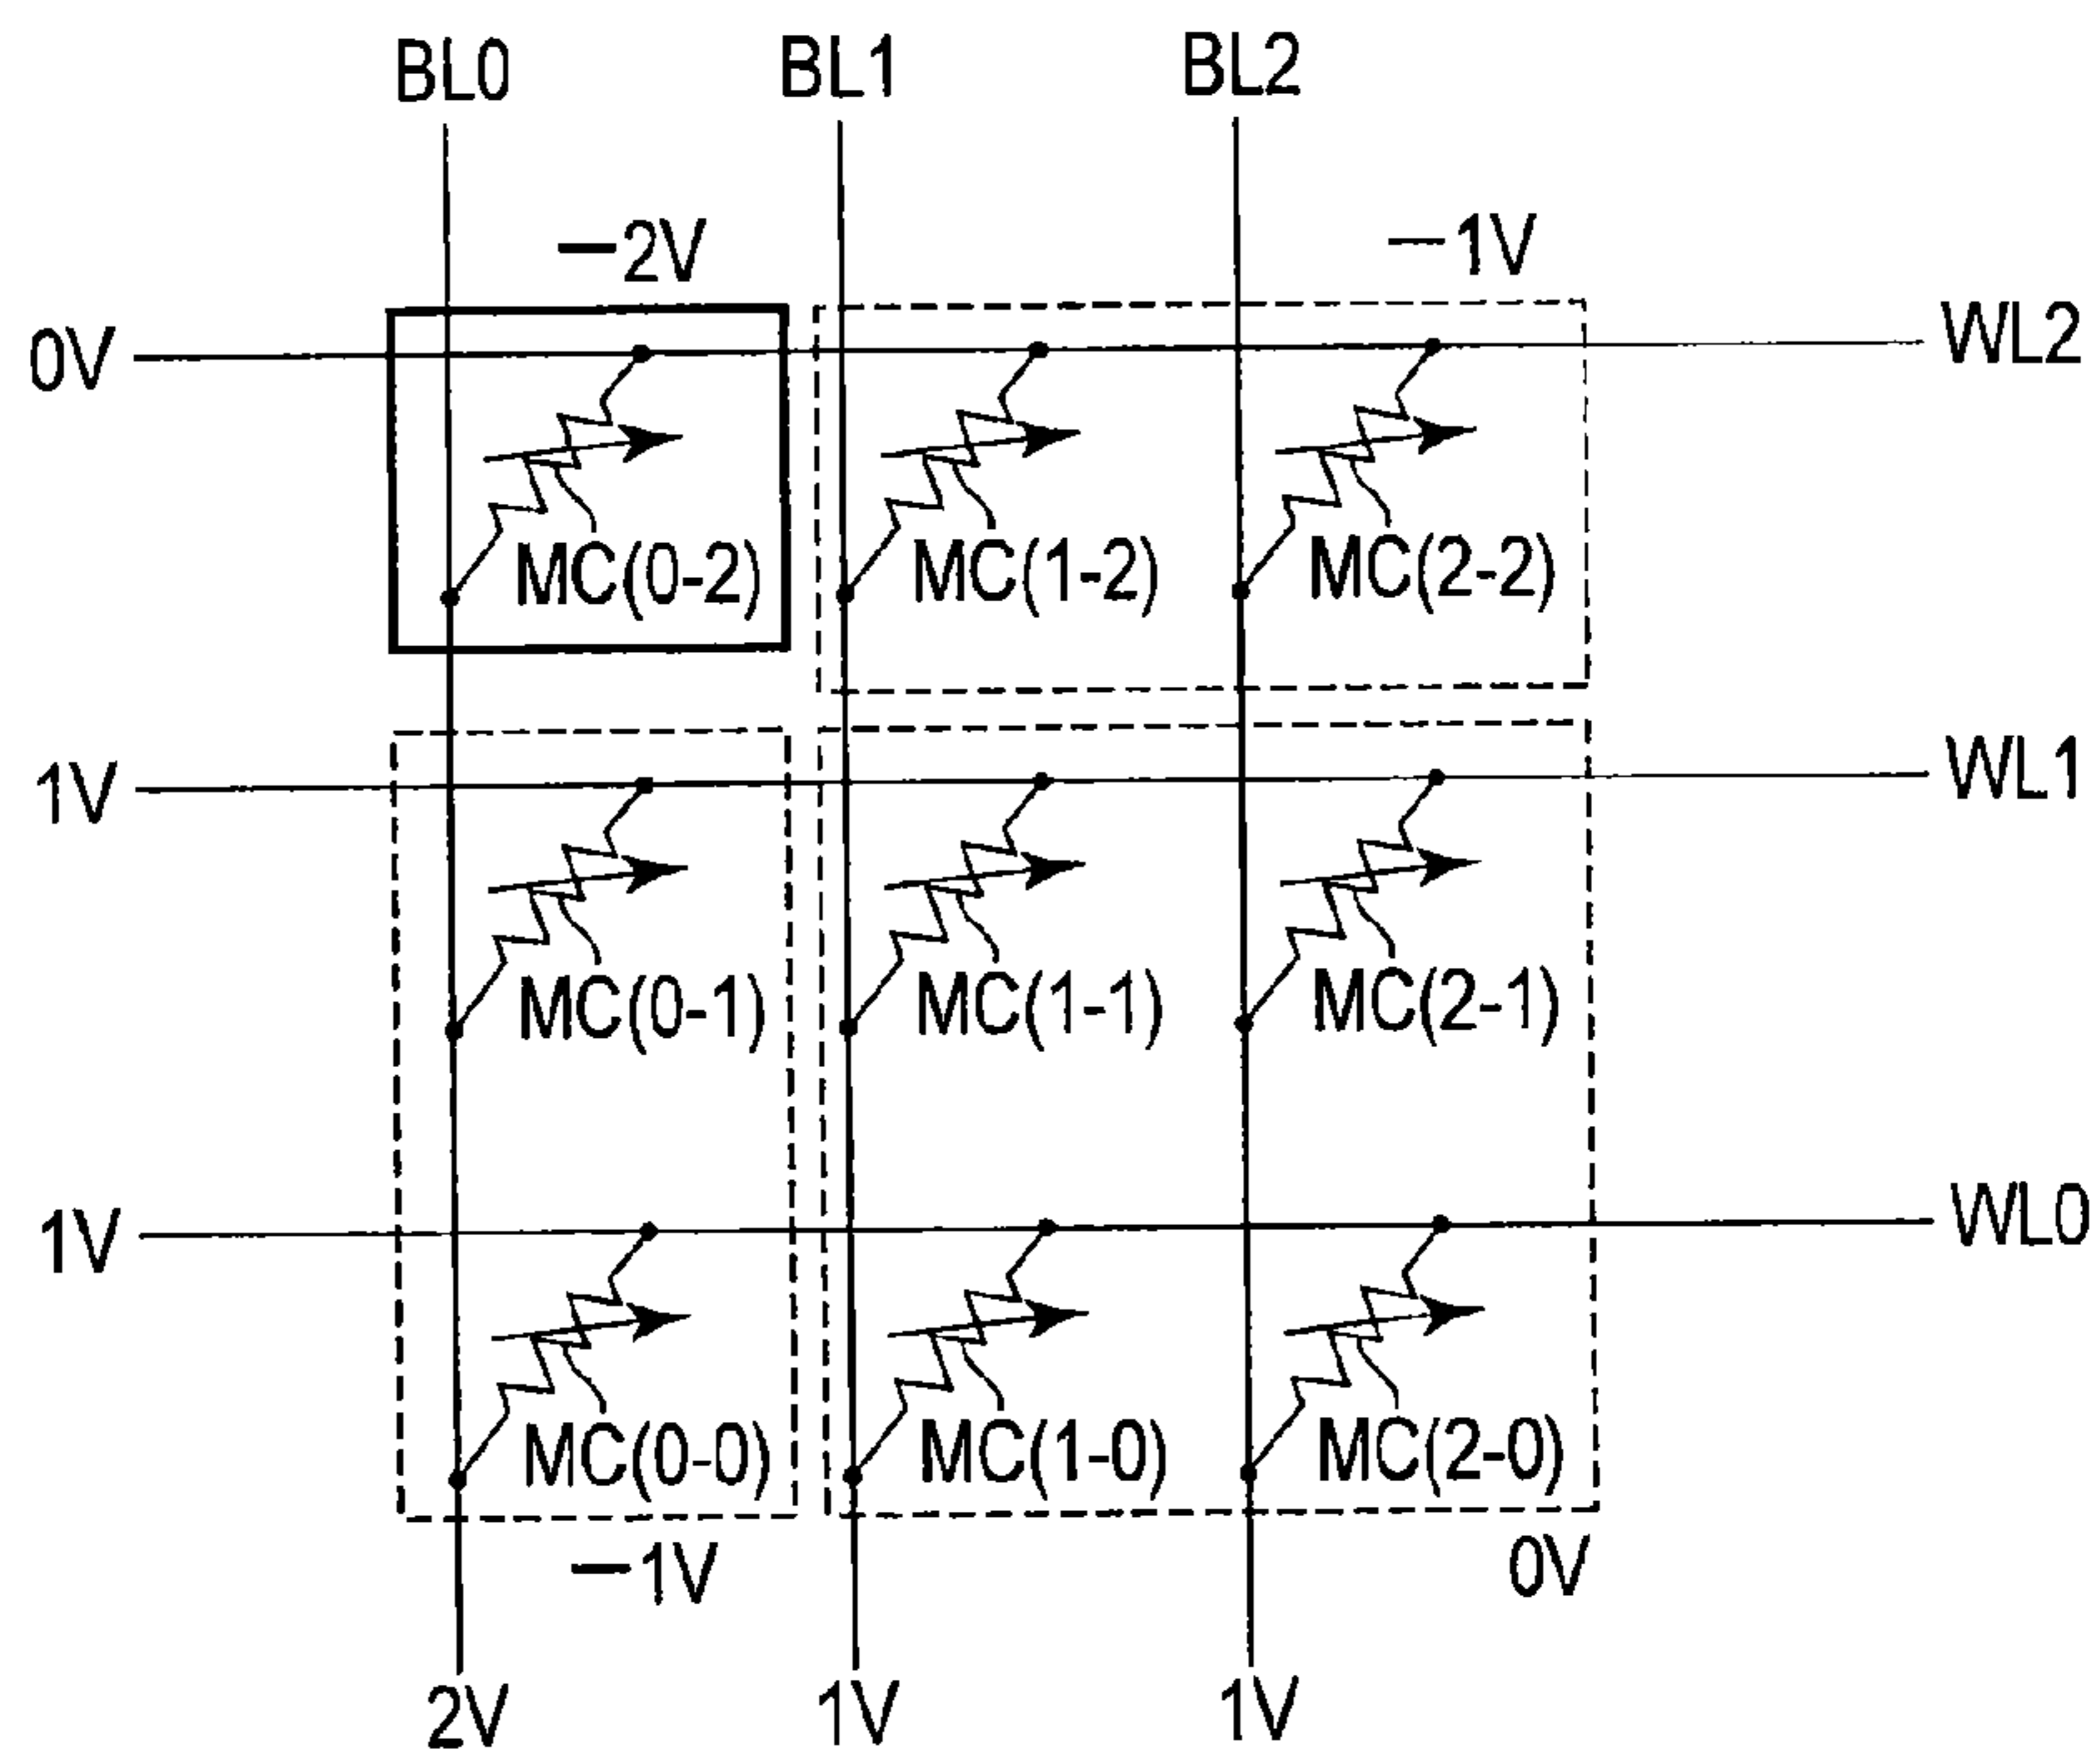 BL0 BL1 BL2
−2V −1V
0V WL2
MC(0-2) MC(1-2) MC(2-2)
1V WL1
MC(0-1) MC(1-1) MC(2-1)
1V WL0
MC(0-0) MC(1-0) MC(2-0)
−1V 0V
2V 1V 1V